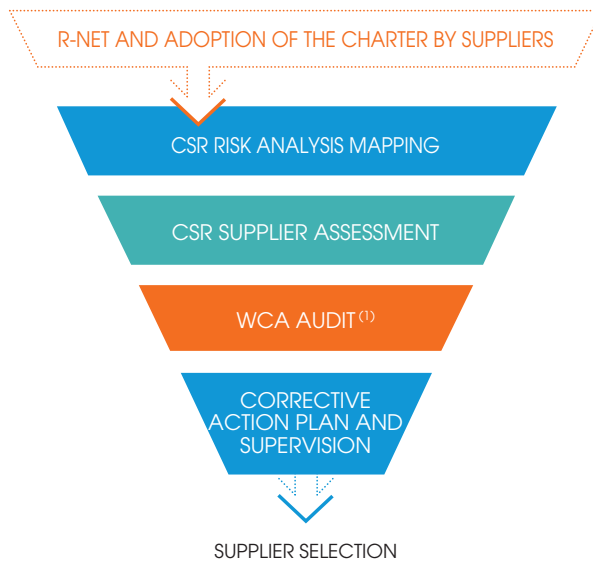 R-NET AND ADOPTION OF THE CHARTER BY SUPPLIERS
CSR RISK ANALYSIS MAPPING
CSR SUPPLIER ASSESSMENT
WCA AUDIT (1)
CORRECTIVE
ACTION PLAN AND
SUPERVISION
SUPPLIER SELECTION